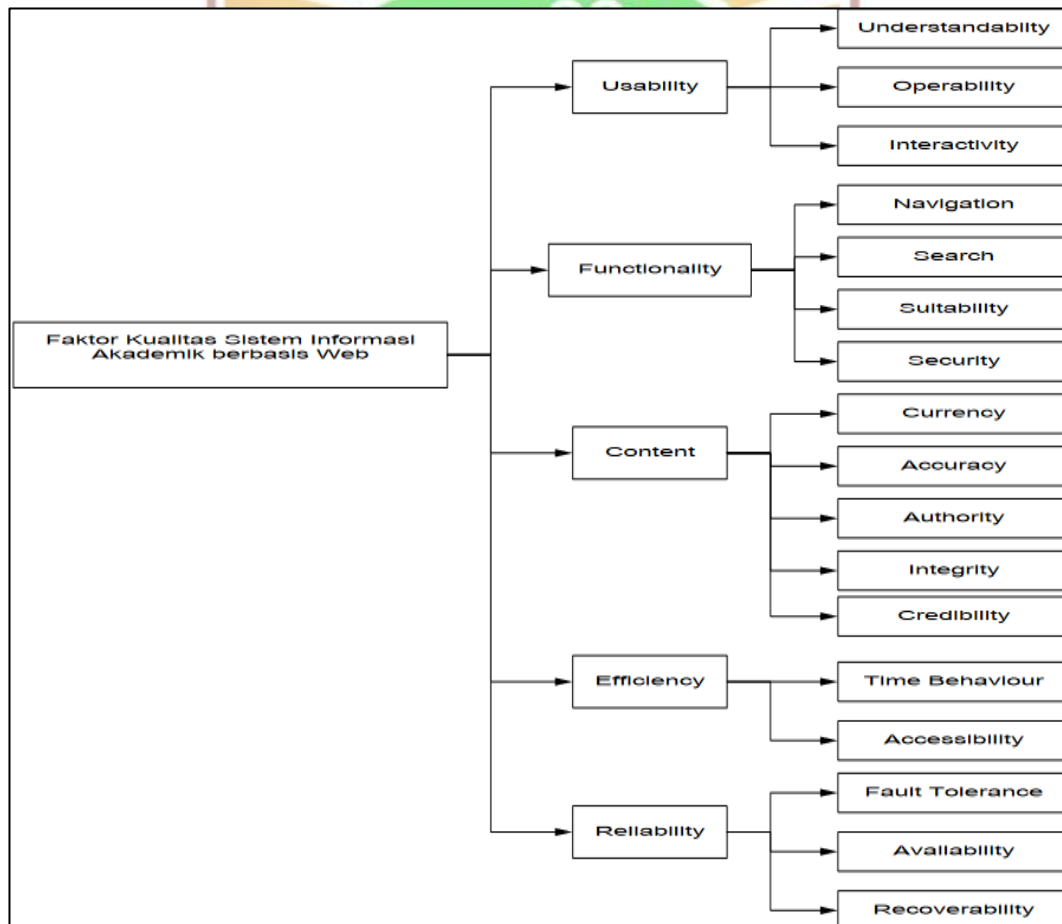 Faktor Kualitas Sistem Informasi
Akademik berbasis Web
Usability
Understandabilty
Operability
Interactivity
Functionality
Navigation
Search
Suitability
Security
Content
Currency
Accuracy
Authority
Integrity
Credibility
Efficiency
Time Behaviour
Accessibility
Reliability
Fault Tolerance
Availability
Recoverability